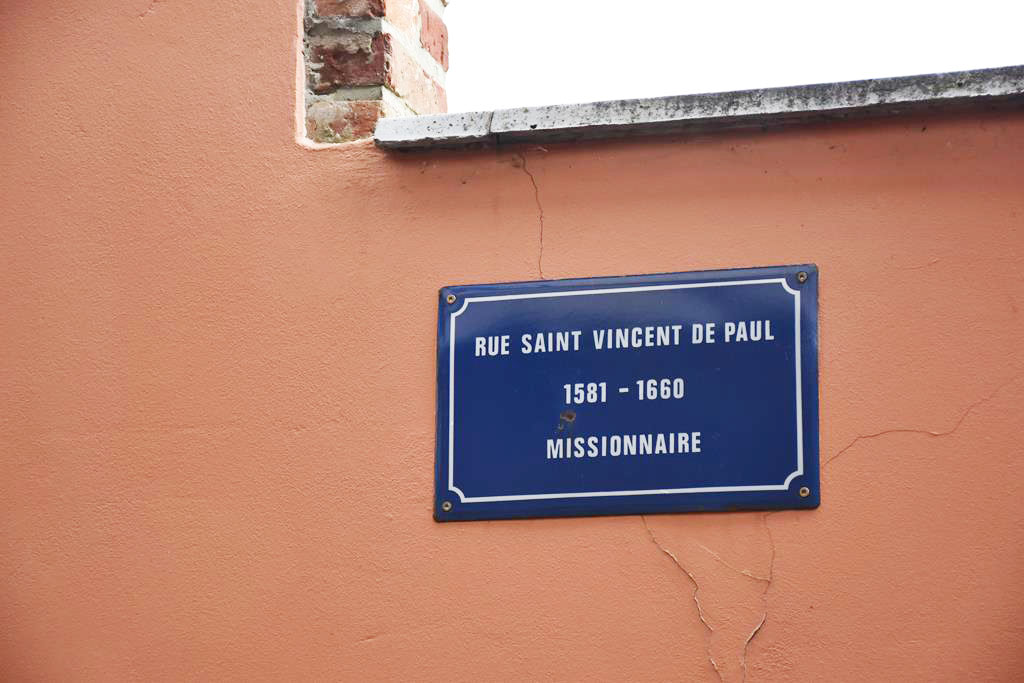 RUE SAINT VINCENT DE PAUL
1581 - 1660
MISSIONNAIRE